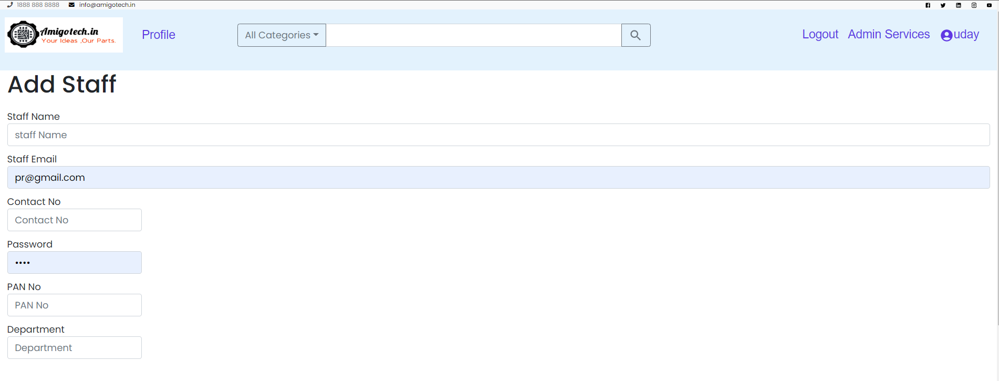 1888 888 8888 info@amigotech.in
Amigotech.in
Your Ideas ,Our Parts.
Profile
All Categories
Logout Admin Services uday
Add Staff
Staff Name
staff Name
Staff Email
pr@gmail.com
Contact No
Contact No
Password
••••
PAN No
PAN No
Department
Department